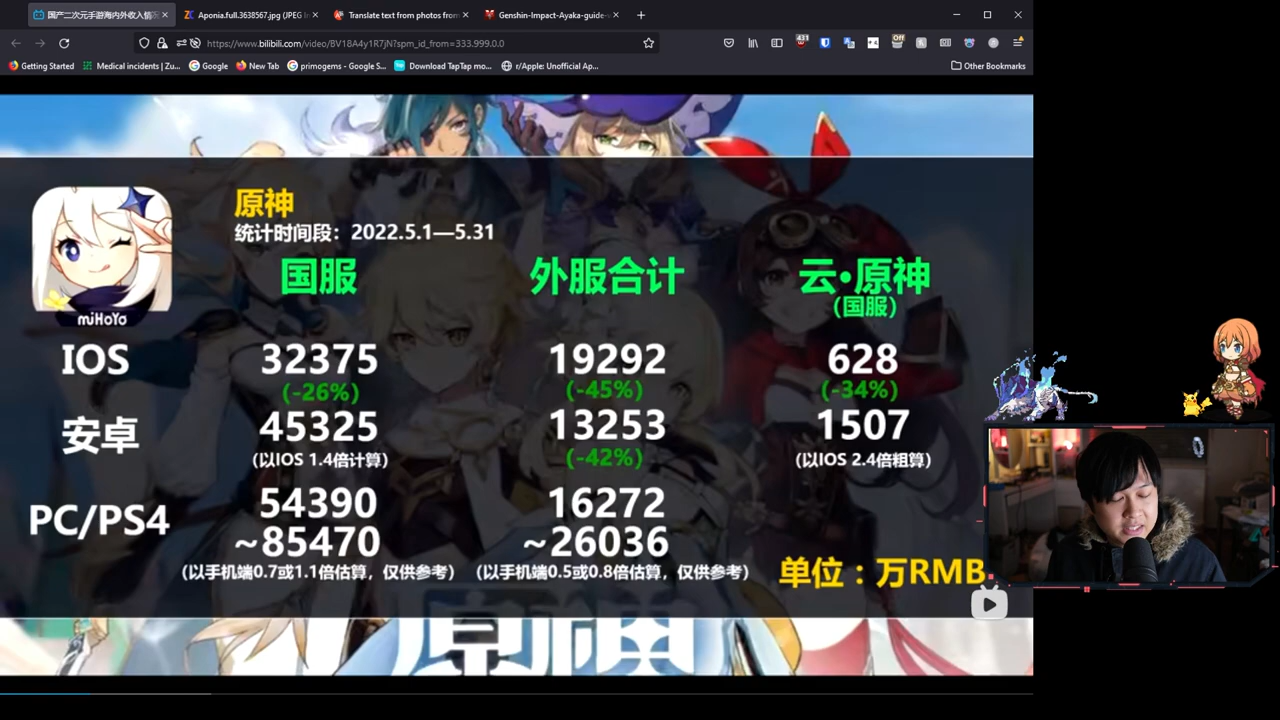 国产二次元手游海内外收入情况
Aponia.full.3638567.jpg (JPEG I
Translate text from photos from
Genshin-Impact-Ayaka-guide-
https://www.bilibili.com/video/BV18A4y1R7jN?spm_id_from=333.999.0.0
431
Off
Getting Started
Medical incidents | Zu...
Google
New Tab
primogems - Google S...
Download TapTap mo...
r/Apple: Unofficial Ap...
Other Bookmarks
原神
统计时间段：2022.5.1—5.31
国服 外服合计 云•原神
(国服)
miHoYo
IOS 32375 19292 628
(-26%) (-45%) (-34%)
安卓 45325 13253 1507
(以IOS 1.4倍计算) (-42%) (以IOS 2.4倍粗算)
PC/PS4 54390 16272
~85470 ~26036
(以手机端0.7或1.1倍估算，仅供参考) (以手机端0.5或0.8倍估算，仅供参考)
单位：万RMB
原神